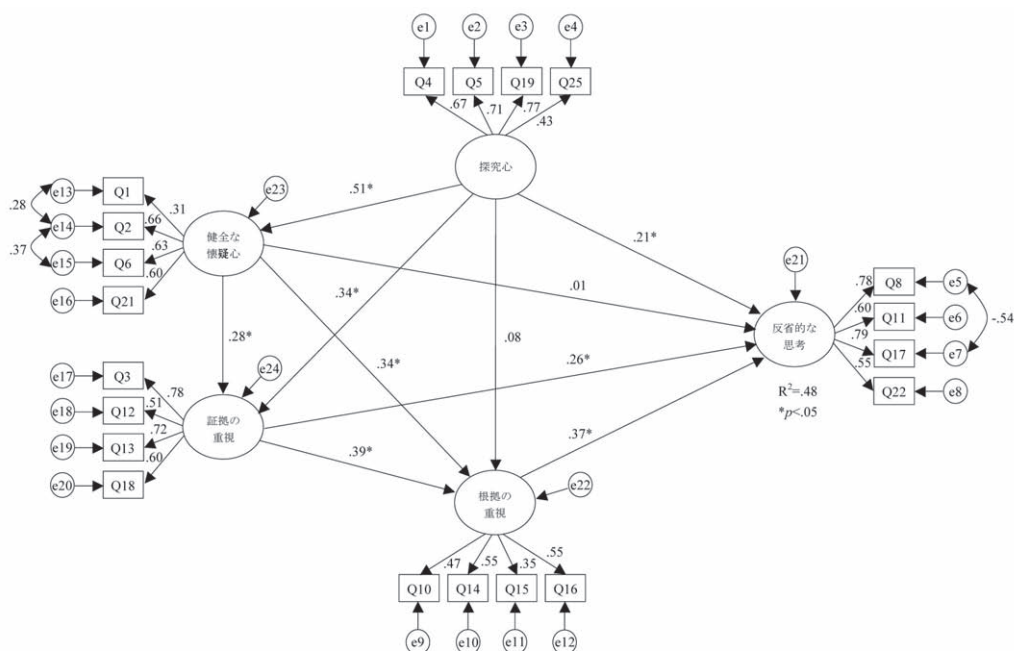 e1
e2
e3
e4
Q4
Q5
Q19
Q25
.67
.71
.77
.43
探究心
e13
Q1
e23
.51*
.28
.31
e14
Q2
.66
健全な
懐疑心
.37
e15
Q6
.63
.60
e16
Q21
.21*
e21
.01
.34*
.28*
.34*
.08
.26*
反省的な
思考
R²=.48
*p<.05
.78
Q8
e5
.60
Q11
e6
-.54
.79
Q17
e7
.55
Q22
e8
e17
Q3
.78
e24
e18
Q12
.51
証拠の
重視
e19
Q13
.72
.60
e20
Q18
.39*
.37*
根拠の
重視
e22
.47
.55
.35
.55
Q10
Q14
Q15
Q16
e9
e10
e11
e12